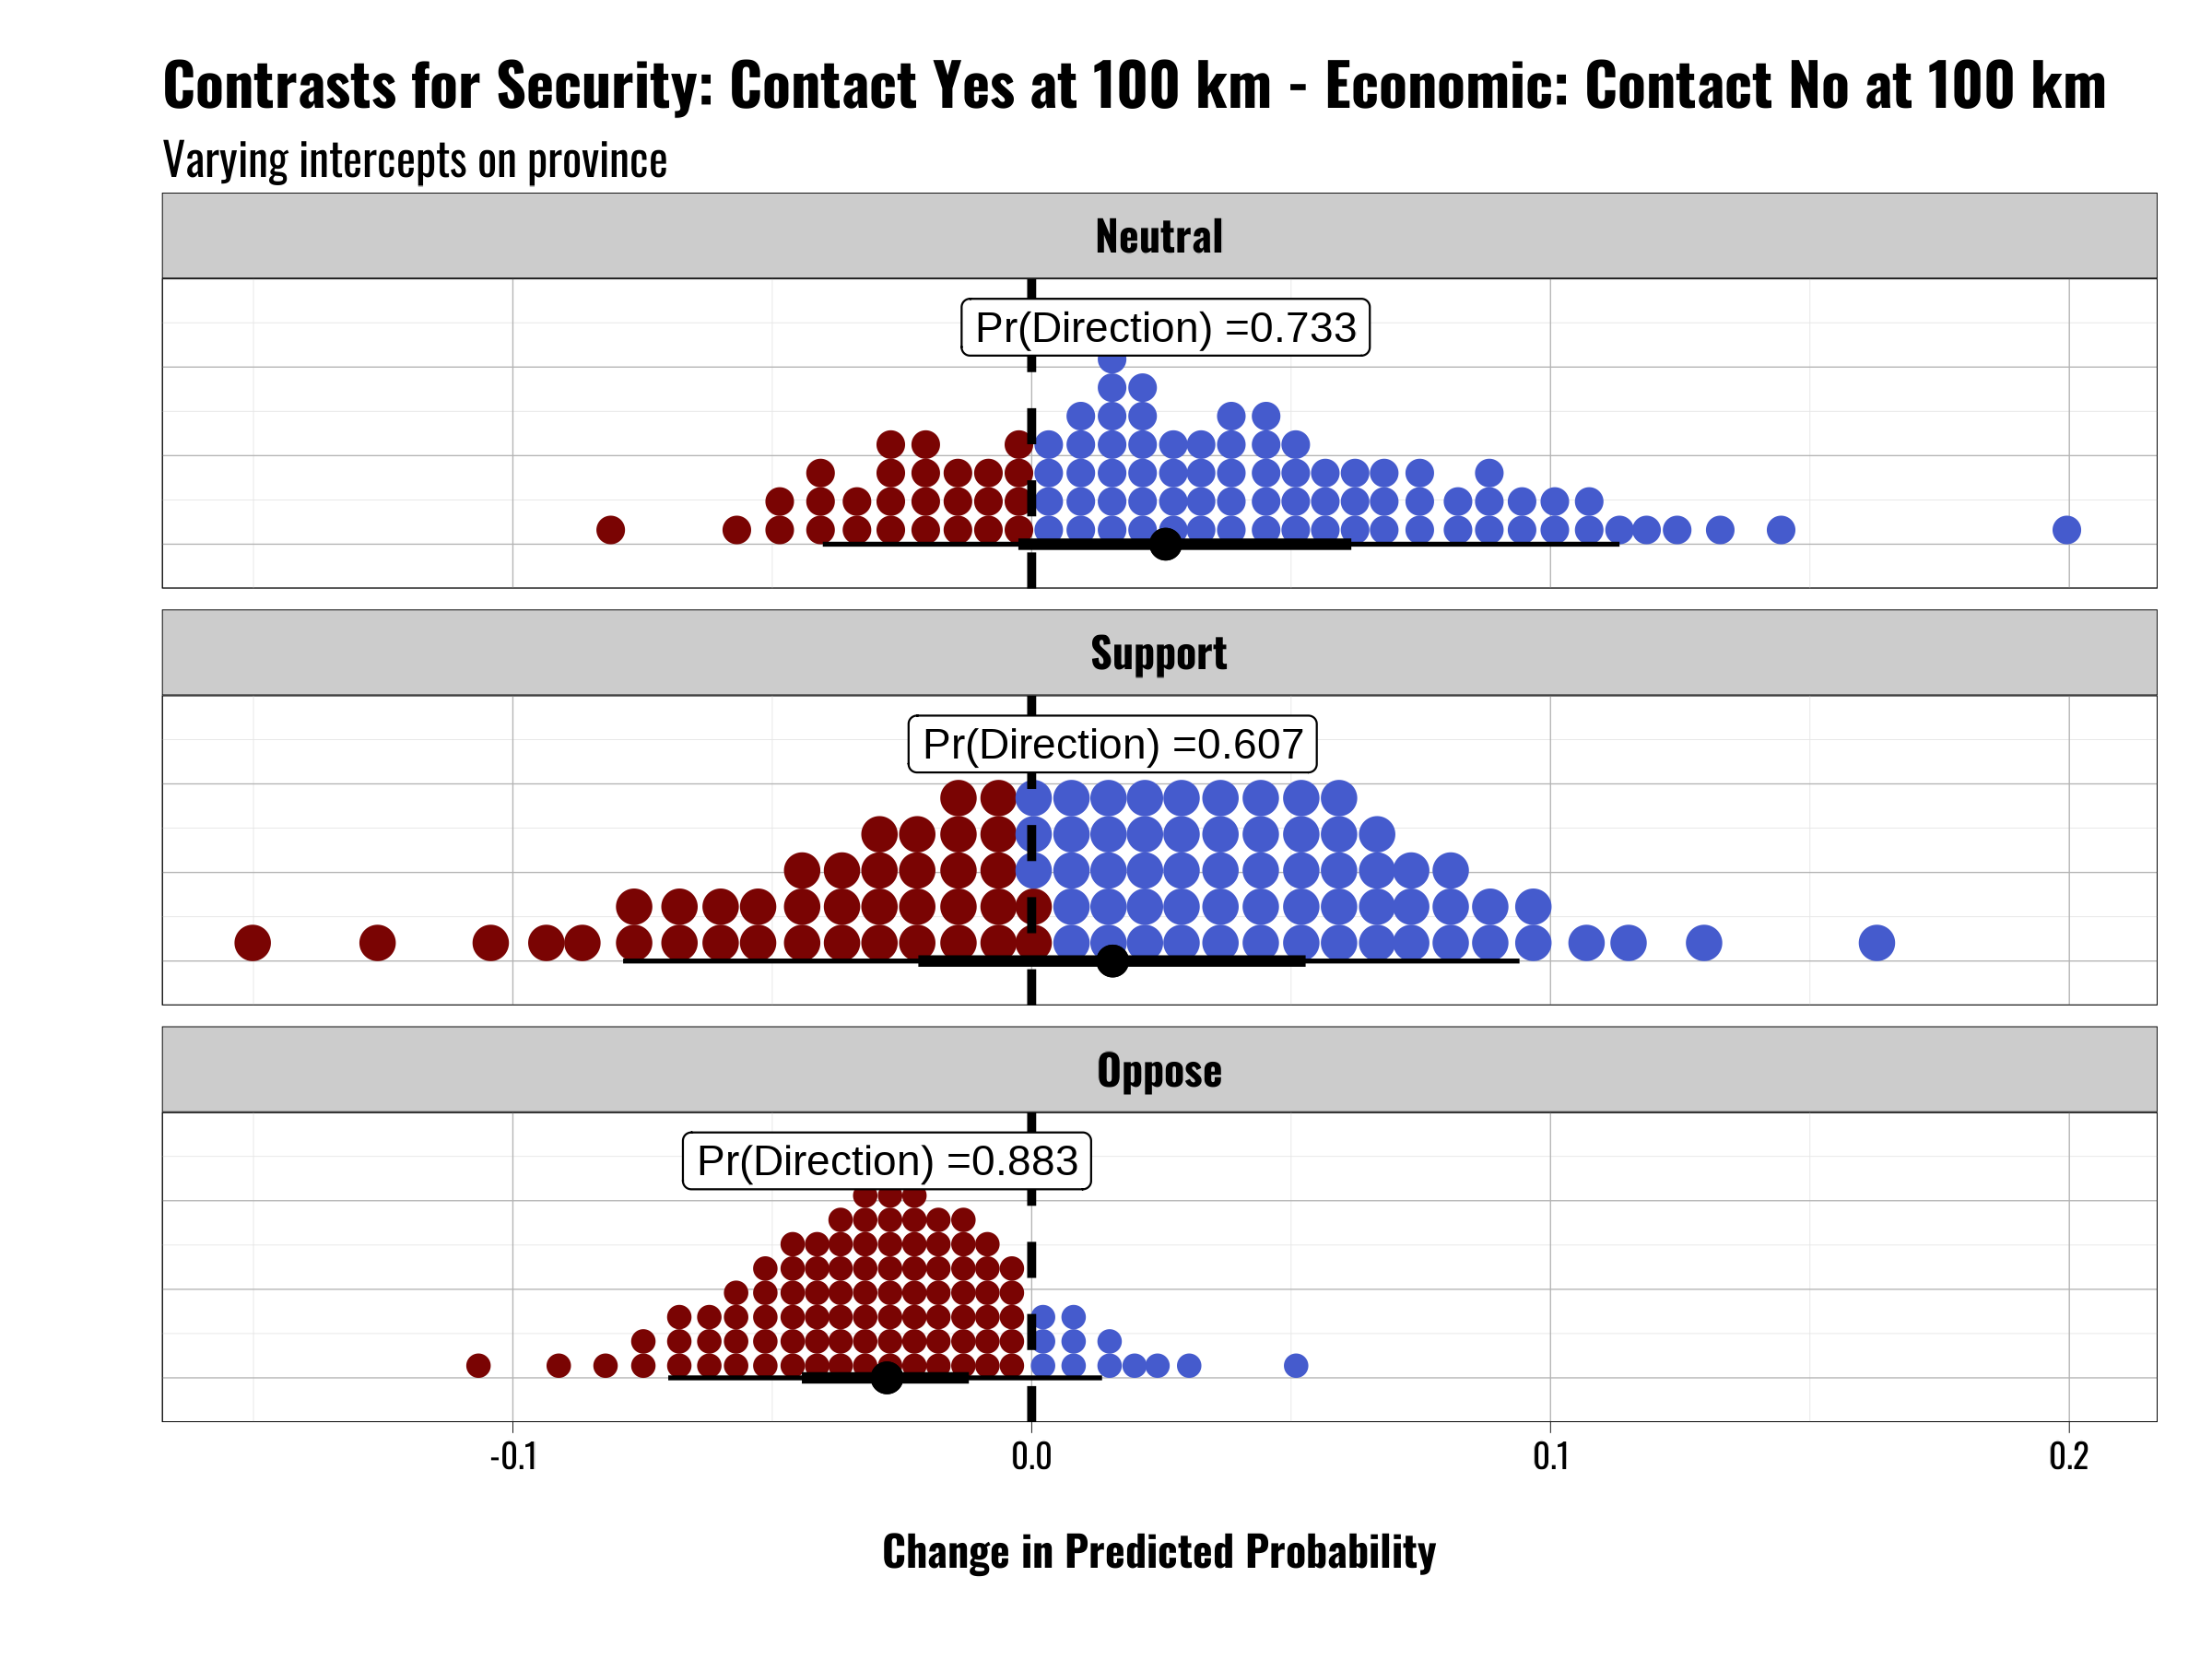 Contrasts for Security: Contact Yes at 100 km - Economic: Contact No at 100 km
Varying intercepts on province
Neutral
Pr(Direction) =0.733
Support
Pr(Direction) =0.607
Oppose
Pr(Direction) =0.883
-0.1 0.0 0.1 0.2
Change in Predicted Probability